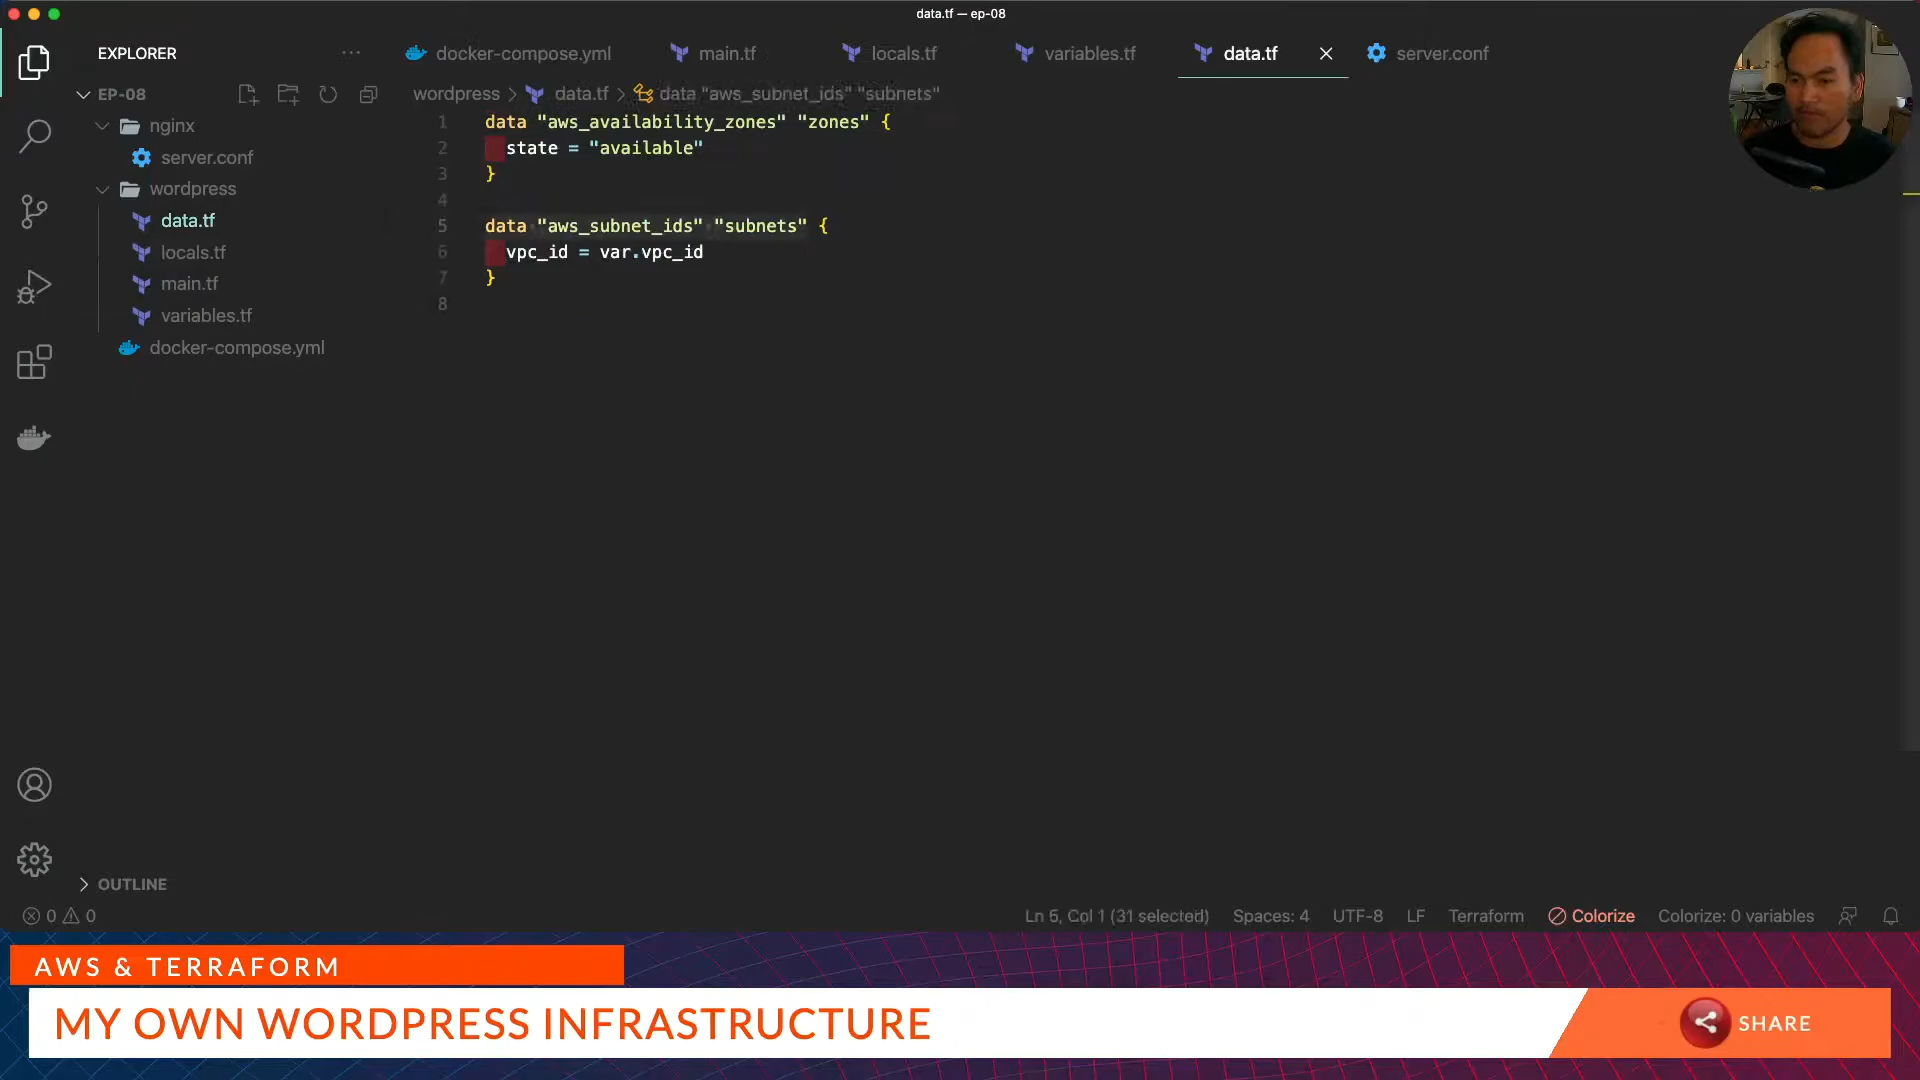 data.tf — ep-08
EXPLORER
docker-compose.yml
main.tf
locals.tf
variables.tf
data.tf
server.conf
EP-08
wordpress > data.tf > data "aws_subnet_ids" "subnets"
nginx
server.conf
wordpress
data.tf
locals.tf
main.tf
variables.tf
docker-compose.yml
1 data "aws_availability_zones" "zones" {
2 state = "available"
3 }
4
5 data "aws_subnet_ids" "subnets" {
6 vpc_id = var.vpc_id
7 }
8
OUTLINE
0 0
Ln 5, Col 1 (31 selected) Spaces: 4 UTF-8 LF Terraform Colorize Colorize: 0 variables
AWS & TERRAFORM
MY OWN WORDPRESS INFRASTRUCTURE
SHARE